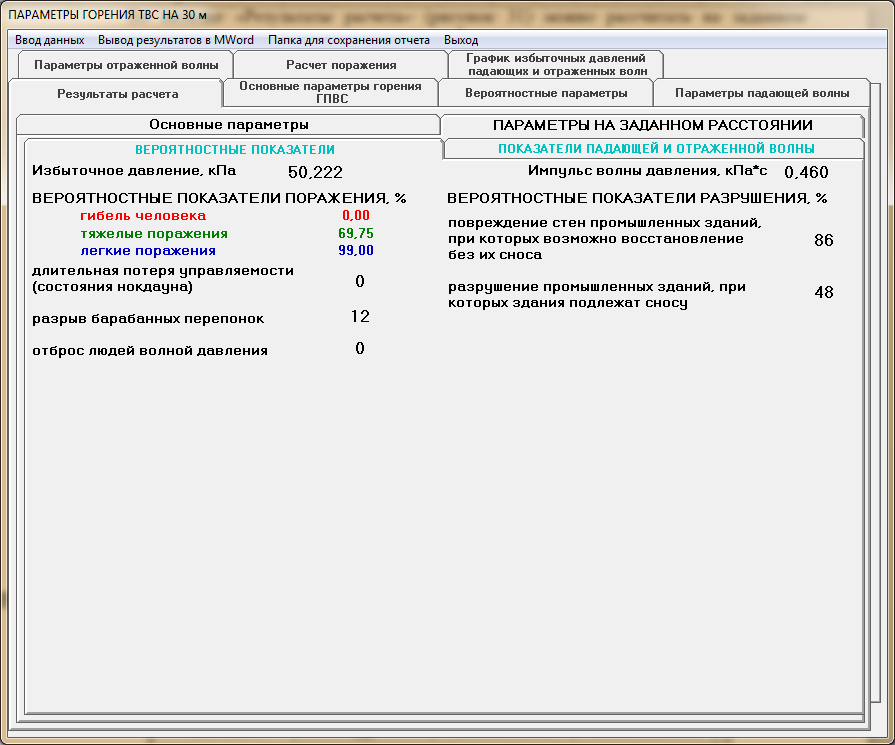 ПАРАМЕТРЫ ГОРЕНИЯ ТВС НА 30 м
Ввод данных Вывод результатов в MWord Папка для сохранения отчета Выход
Параметры отраженной волны
Расчет поражения
График избыточных давлений
падающих и отраженных волн
Результаты расчета
Основные параметры горения
ГПВС
Вероятностные параметры
Параметры падающей волны
Основные параметры
ПАРАМЕТРЫ НА ЗАДАННОМ РАССТОЯНИИ
ВЕРОЯТНОСТНЫЕ ПОКАЗАТЕЛИ
ПОКАЗАТЕЛИ ПАДАЮЩЕЙ И ОТРАЖЕННОЙ ВОЛНЫ
Избыточное давление, кПа 50,222
Импульс волны давления, кПа*с 0,460
ВЕРОЯТНОСТНЫЕ ПОКАЗАТЕЛИ ПОРАЖЕНИЯ, %
гибель человека 0,00
тяжелые поражения 69,75
легкие поражения 99,00
длительная потеря управляемости
(состояния нокдауна) 0
разрыв барабанных перепонок 12
отброс людей волной давления 0
ВЕРОЯТНОСТНЫЕ ПОКАЗАТЕЛИ РАЗРУШЕНИЯ, %
повреждение стен промышленных зданий,
при которых возможно восстановление 86
без их сноса
разрушение промышленных зданий, при 48
которых здания подлежат сносу